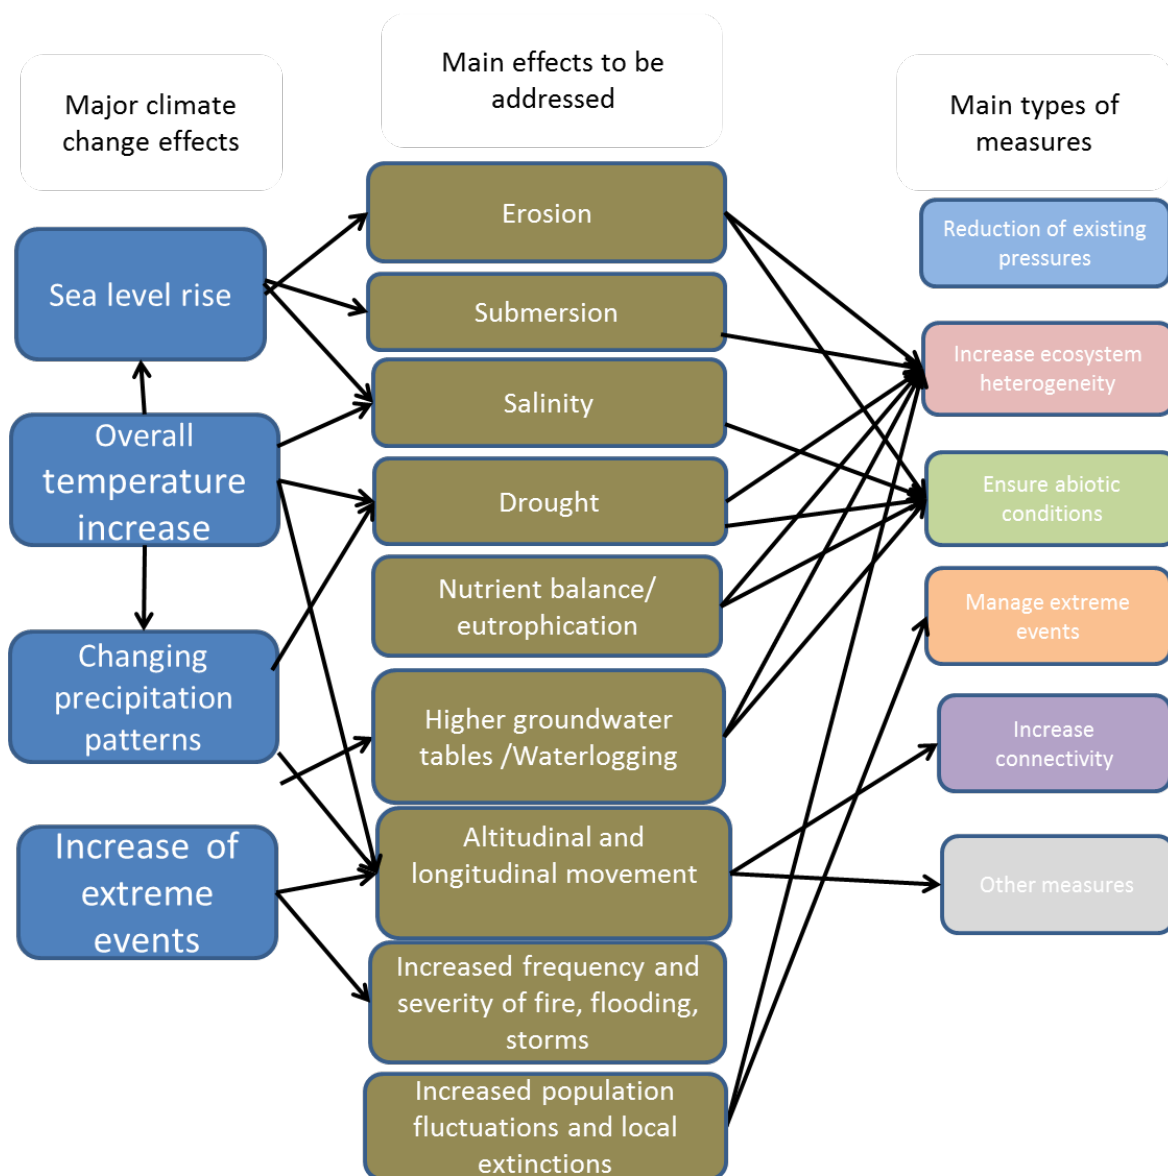 Major climate
change effects
Main effects to be
addressed
Main types of
measures
Sea level rise
Overall
temperature
increase
Changing
precipitation
patterns
Increase of
extreme
events
Erosion
Submersion
Salinity
Drought
Nutrient balance/
eutrophication
Higher groundwater
tables /Waterlogging
Altitudinal and
longitudinal movement
Increased frequency and
severity of fire, flooding,
storms
Increased population
fluctuations and local
extinctions
Reduction of existing
pressures
Increase ecosystem
heterogeneity
Ensure abiotic
conditions
Manage extreme
events
Increase
connectivity
Other measures